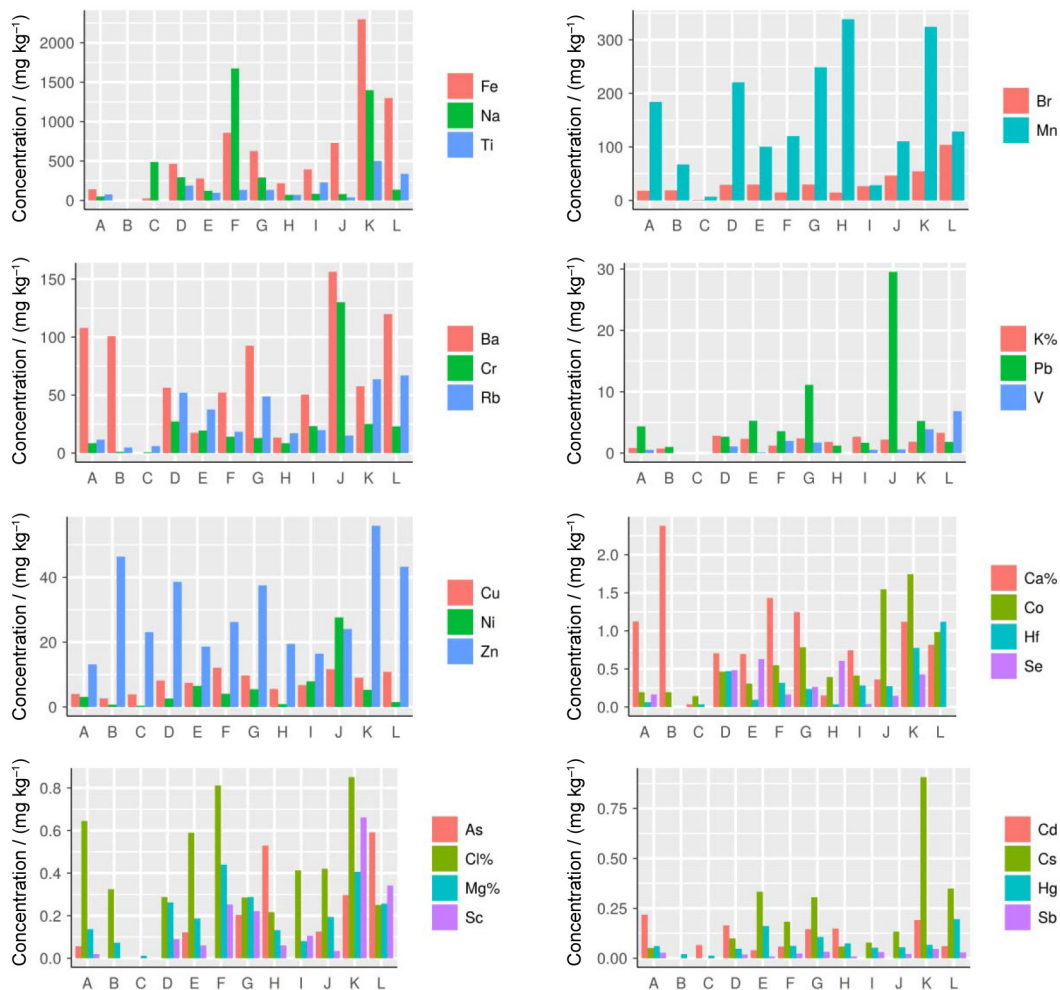 Concentration / (mg kg⁻¹)
2000
1500
1000
500
0
A B C D E F G H I J K L
Fe
Na
Ti
Concentration / (mg kg⁻¹)
300
200
100
0
A B C D E F G H I J K L
Br
Mn
Concentration / (mg kg⁻¹)
150
100
50
0
A B C D E F G H I J K L
Ba
Cr
Rb
Concentration / (mg kg⁻¹)
30
20
10
0
A B C D E F G H I J K L
K%
Pb
V
Concentration / (mg kg⁻¹)
40
20
0
A B C D E F G H I J K L
Cu
Ni
Zn
Concentration / (mg kg⁻¹)
2.0
1.5
1.0
0.5
0.0
A B C D E F G H I J K L
Ca%
Co
Hf
Se
Concentration / (mg kg⁻¹)
0.8
0.6
0.4
0.2
0.0
A B C D E F G H I J K L
As
Cl%
Mg%
Sc
Concentration / (mg kg⁻¹)
0.75
0.50
0.25
0.00
A B C D E F G H I J K L
Cd
Cs
Hg
Sb